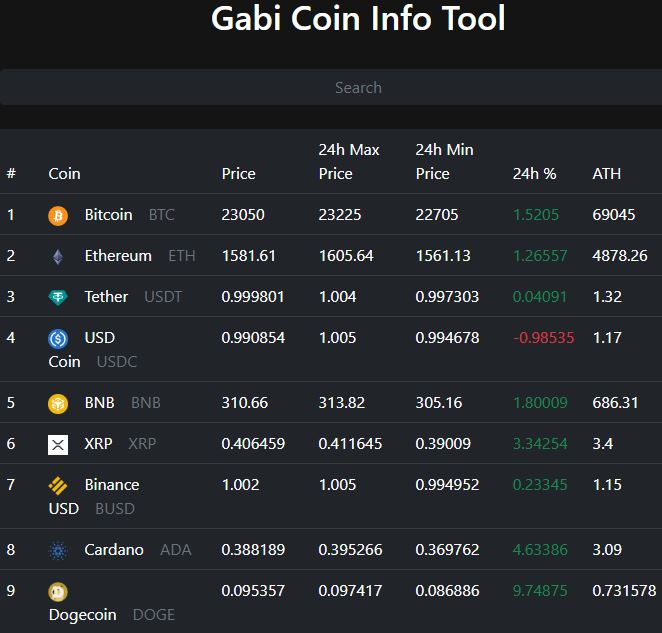 Gabi Coin Info Tool
Search
# Coin Price 24h Max Price 24h Min Price 24h % ATH
1 Bitcoin BTC 23050 23225 22705 1.5205 69045
2 Ethereum ETH 1581.61 1605.64 1561.13 1.26557 4878.26
3 Tether USDT 0.999801 1.004 0.997303 0.04091 1.32
4 USD Coin USDC 0.990854 1.005 0.994678 -0.98535 1.17
5 BNB BNB 310.66 313.82 305.16 1.80009 686.31
6 XRP XRP 0.406459 0.411645 0.39009 3.34254 3.4
7 Binance USD BUSD 1.002 1.005 0.994952 0.23345 1.15
8 Cardano ADA 0.388189 0.395266 0.369762 4.63386 3.09
9 Dogecoin DOGE 0.095357 0.097417 0.086886 9.74875 0.731578